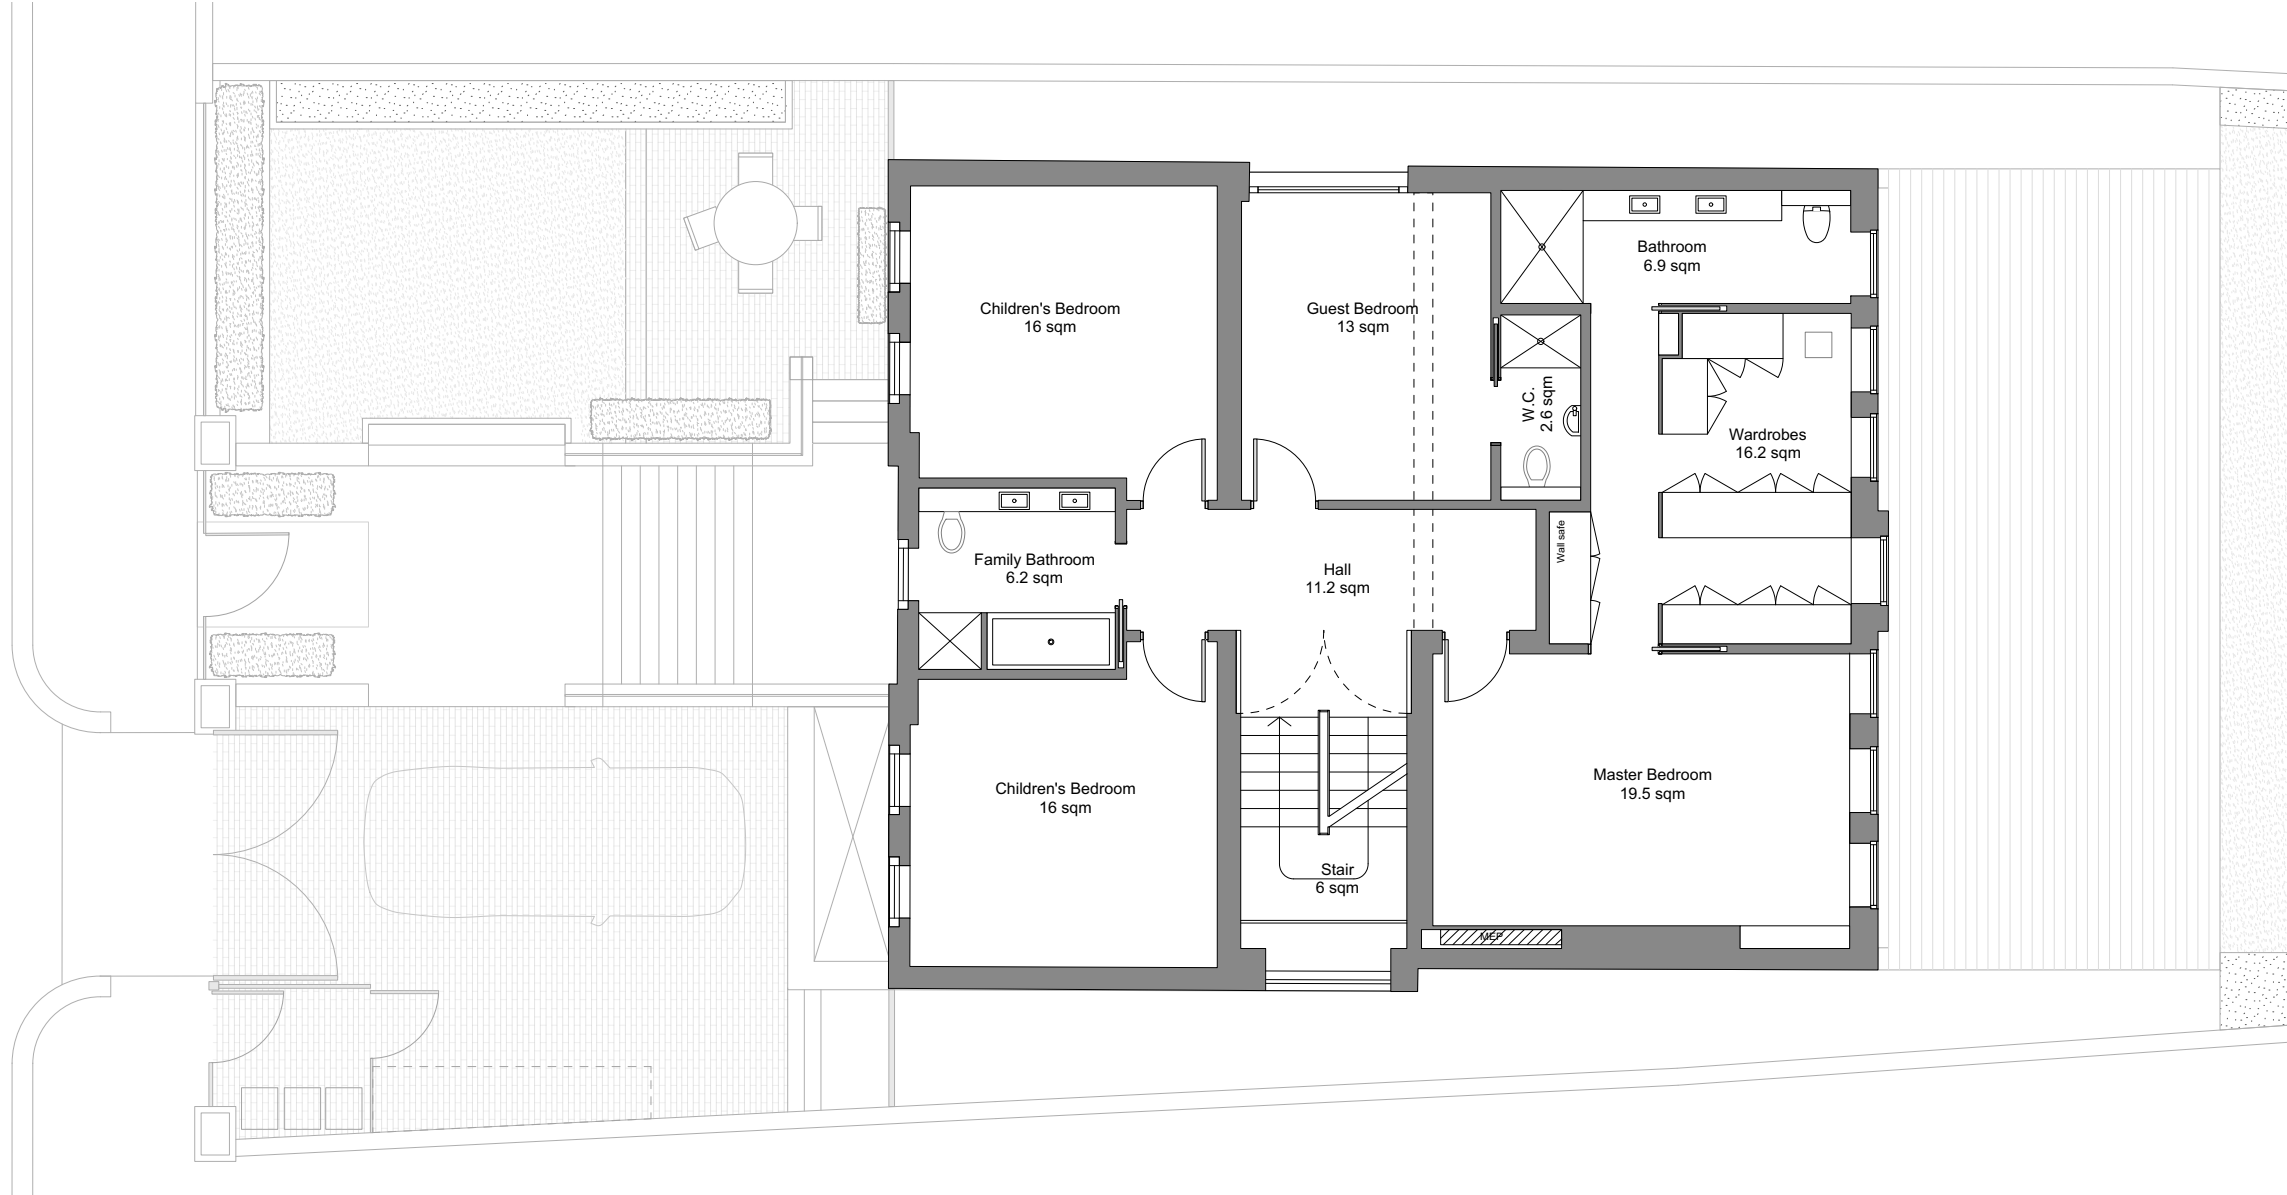 Bathroom
6.9 sqm
Children's Bedroom
16 sqm
Guest Bedroom
13 sqm
W.C.
2.6 sqm
Wardrobes
16.2 sqm
Wall safe
Family Bathroom
6.2 sqm
Hall
11.2 sqm
Children's Bedroom
16 sqm
Master Bedroom
19.5 sqm
Stair
6 sqm
MEP